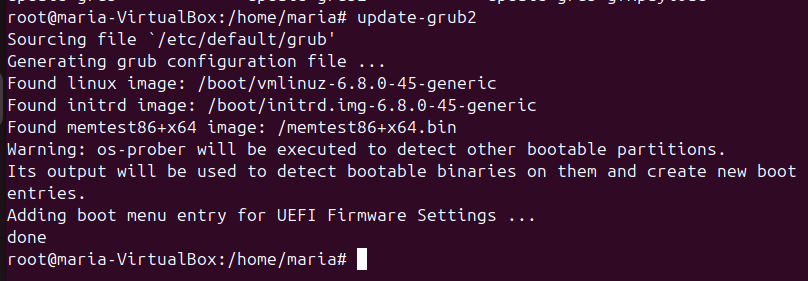 root@maria-VirtualBox:/home/maria# update-grub2
Sourcing file `/etc/default/grub'
Generating grub configuration file ...
Found linux image: /boot/vmlinuz-6.8.0-45-generic
Found initrd image: /boot/initrd.img-6.8.0-45-generic
Found memtest86+x64 image: /memtest86+x64.bin
Warning: os-prober will be executed to detect other bootable partitions.
Its output will be used to detect bootable binaries on them and create new boot
entries.
Adding boot menu entry for UEFI Firmware Settings ...
done
root@maria-VirtualBox:/home/maria#